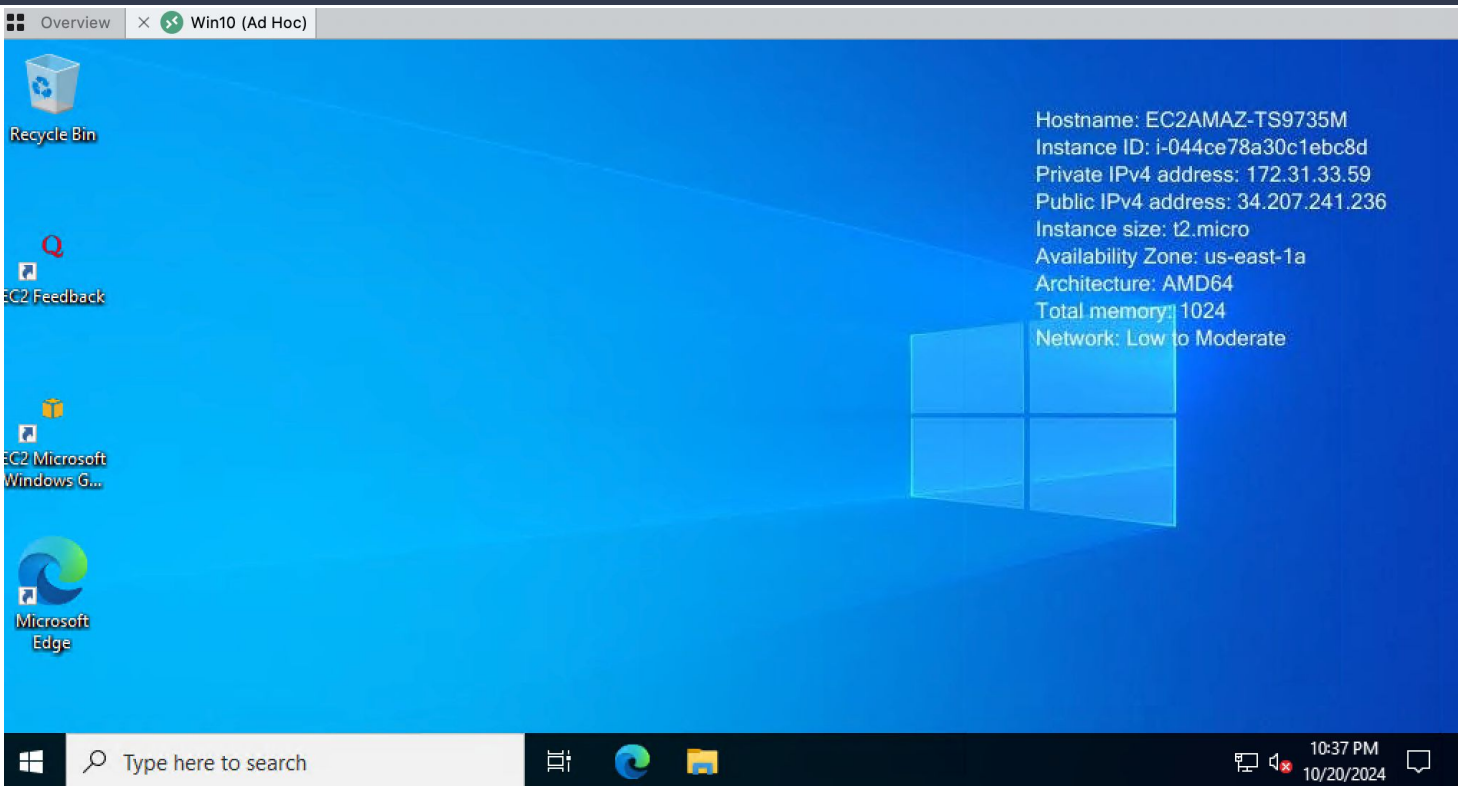 Overview
Win10 (Ad Hoc)
Recycle Bin
Hostname: EC2AMAZ-TS9735M
Instance ID: i-044ce78a30c1ebc8d
Private IPv4 address: 172.31.33.59
Public IPv4 address: 34.207.241.236
Instance size: t2.micro
Availability Zone: us-east-1a
Architecture: AMD64
Total memory: 1024
Network: Low to Moderate
Q
EC2 Feedback
EC2 Microsoft
Windows G...
Microsoft
Edge
Type here to search
10:37 PM
10/20/2024